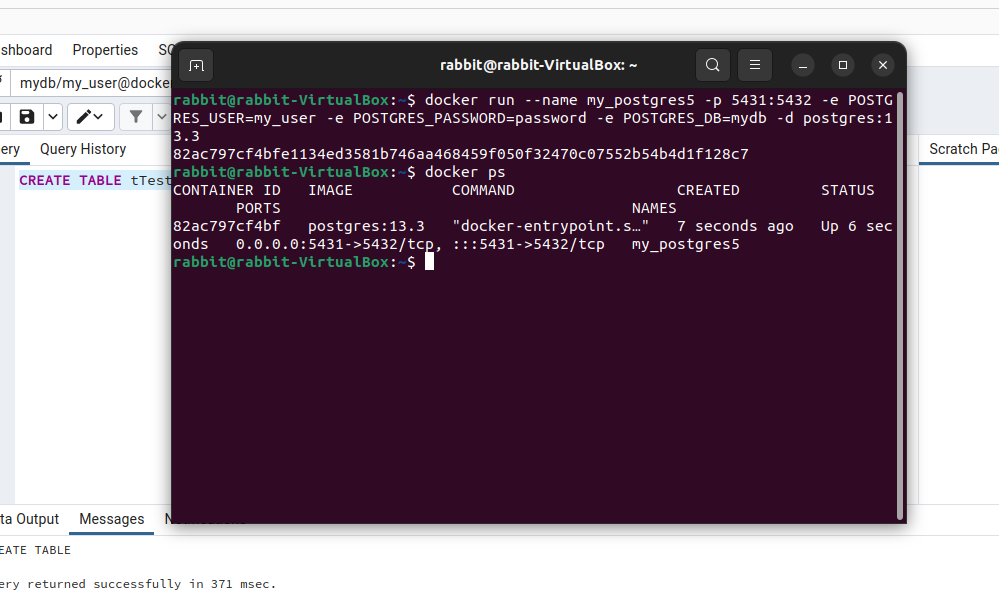 shboard Properties SQ
rabbit@rabbit-VirtualBox: ~
mydb/my_user@docke
rabbit@rabbit-VirtualBox:~$ docker run --name my_postgres5 -p 5431:5432 -e POSTG
RES_USER=my_user -e POSTGRES_PASSWORD=password -e POSTGRES_DB=mydb -d postgres:1
3.3
82ac797cf4bfe1134ed3581b746aa468459f050f32470c07552b54b4d1f128c7
rabbit@rabbit-VirtualBox:~$ docker ps
CONTAINER ID IMAGE COMMAND CREATED STATUS
PORTS NAMES
82ac797cf4bf postgres:13.3 "docker-entrypoint.s…" 7 seconds ago Up 6 sec
onds 0.0.0.0:5431->5432/tcp, :::5431->5432/tcp my_postgres5
rabbit@rabbit-VirtualBox:~$
ery Query History
Scratch Pa
CREATE TABLE tTest
ta Output Messages Notifications
EATE TABLE
ery returned successfully in 371 msec.